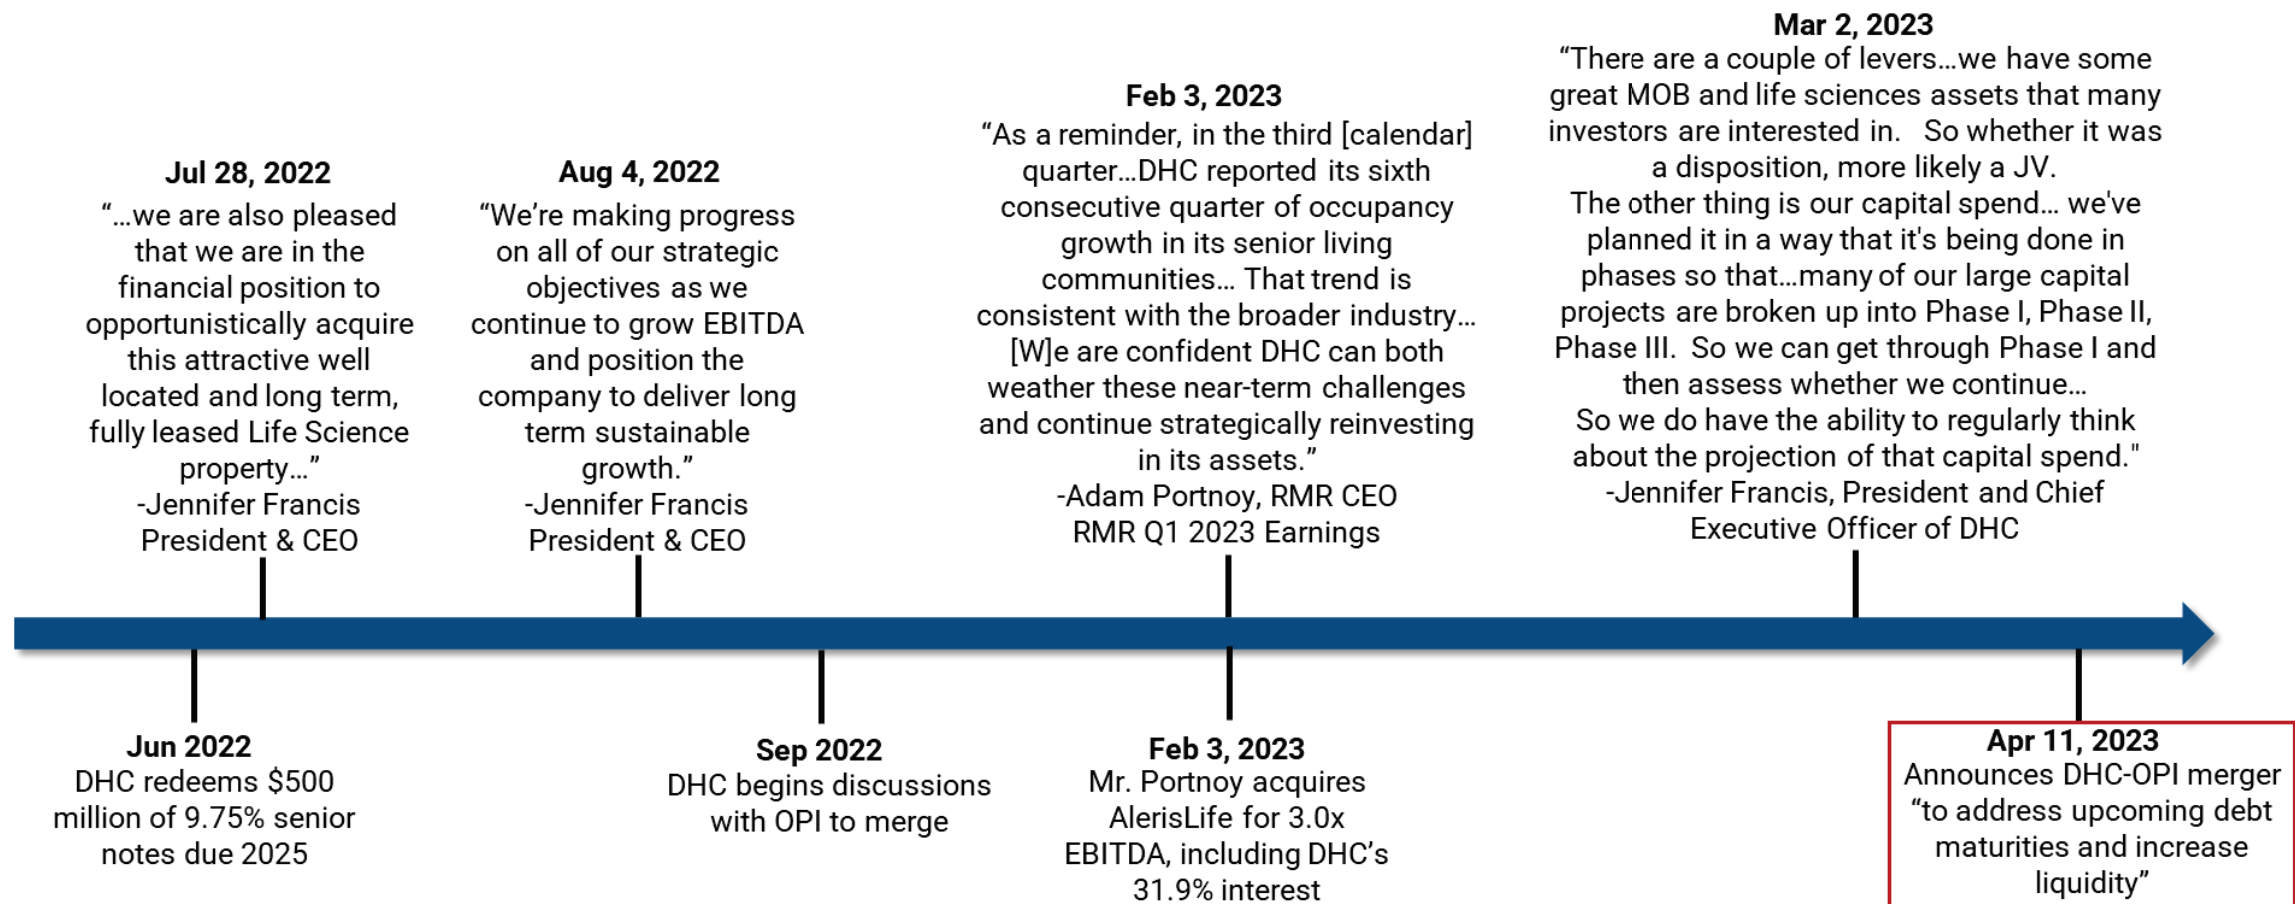 Jul 28, 2022
“…we are also pleased
that we are in the
financial position to
opportunistically acquire
this attractive well
located and long term,
fully leased Life Science
property…”
-Jennifer Francis
President & CEO
Aug 4, 2022
“We’re making progress
on all of our strategic
objectives as we
continue to grow EBITDA
and position the
company to deliver long
term sustainable
growth.”
-Jennifer Francis
President & CEO
Feb 3, 2023
“As a reminder, in the third [calendar]
quarter…DHC reported its sixth
consecutive quarter of occupancy
growth in its senior living
communities… That trend is
consistent with the broader industry…
[W]e are confident DHC can both
weather these near-term challenges
and continue strategically reinvesting
in its assets.”
-Adam Portnoy, RMR CEO
RMR Q1 2023 Earnings
Mar 2, 2023
“There are a couple of levers…we have some
great MOB and life sciences assets that many
investors are interested in.   So whether it was
a disposition, more likely a JV.
The other thing is our capital spend… we've
planned it in a way that it's being done in
phases so that…many of our large capital
projects are broken up into Phase I, Phase II,
Phase III.  So we can get through Phase I and
then assess whether we continue…
So we do have the ability to regularly think
about the projection of that capital spend."
-Jennifer Francis, President and Chief
Executive Officer of DHC
Jun 2022
DHC redeems $500
million of 9.75% senior
notes due 2025
Sep 2022
DHC begins discussions
with OPI to merge
Feb 3, 2023
Mr. Portnoy acquires
AlerisLife for 3.0x
EBITDA, including DHC’s
31.9% interest
Apr 11, 2023
Announces DHC-OPI merger
“to address upcoming debt
maturities and increase
liquidity”